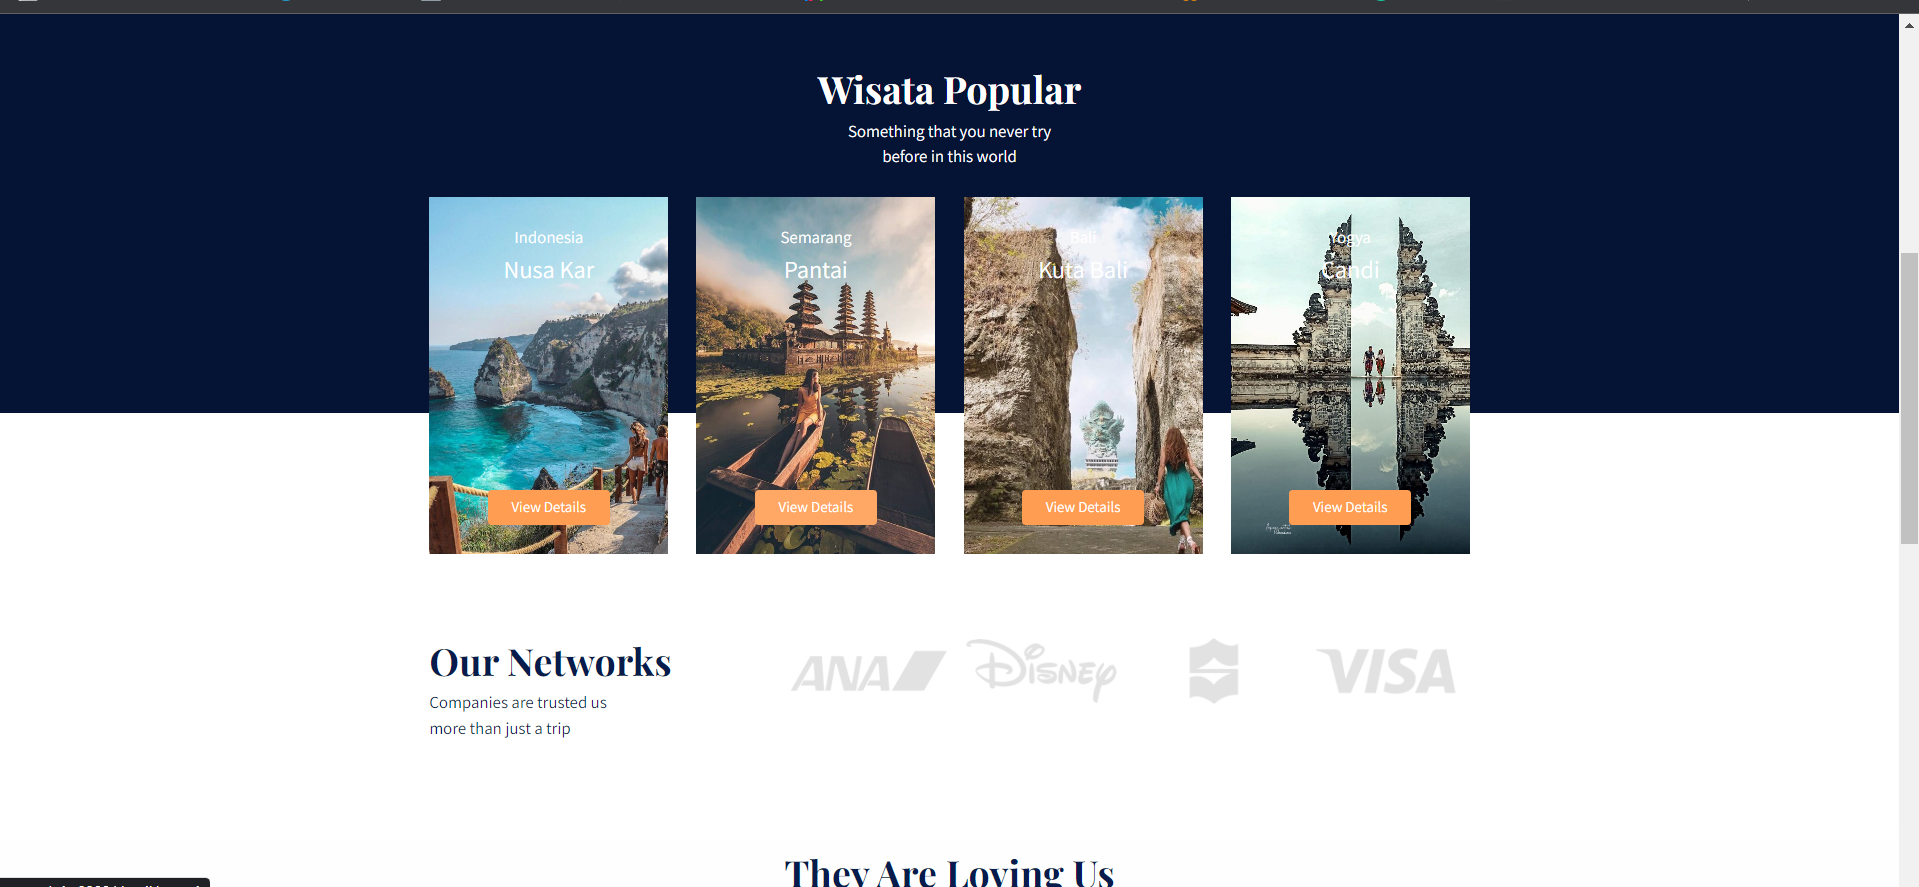 Wisata Popular
Something that you never try
before in this world
Indonesia
Nusa Kar
View Details
Semarang
Pantai
View Details
Bali
Kuta Bali
View Details
Yogya
Candi
View Details
Our Networks
Companies are trusted us
more than just a trip
ANA
Disney
VISA
They Are Loving Us